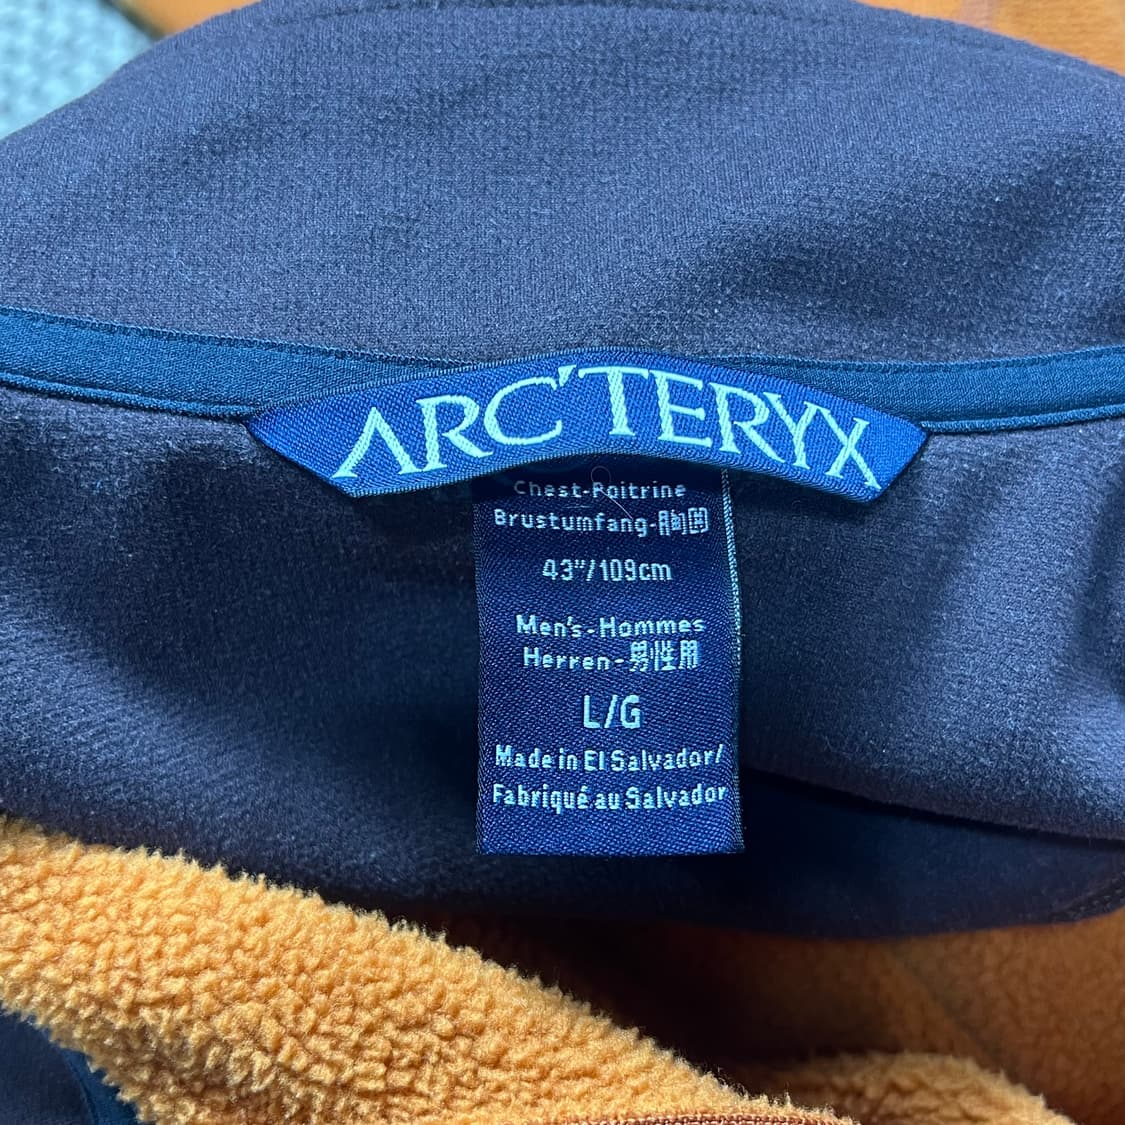 ARC'TERYX
Chest-Poitrine
Brustumfang-胸囲
43"/109cm
Men's-Hommes
Herren-男性用
L/G
Made in El Salvador/
Fabriqué au Salvador